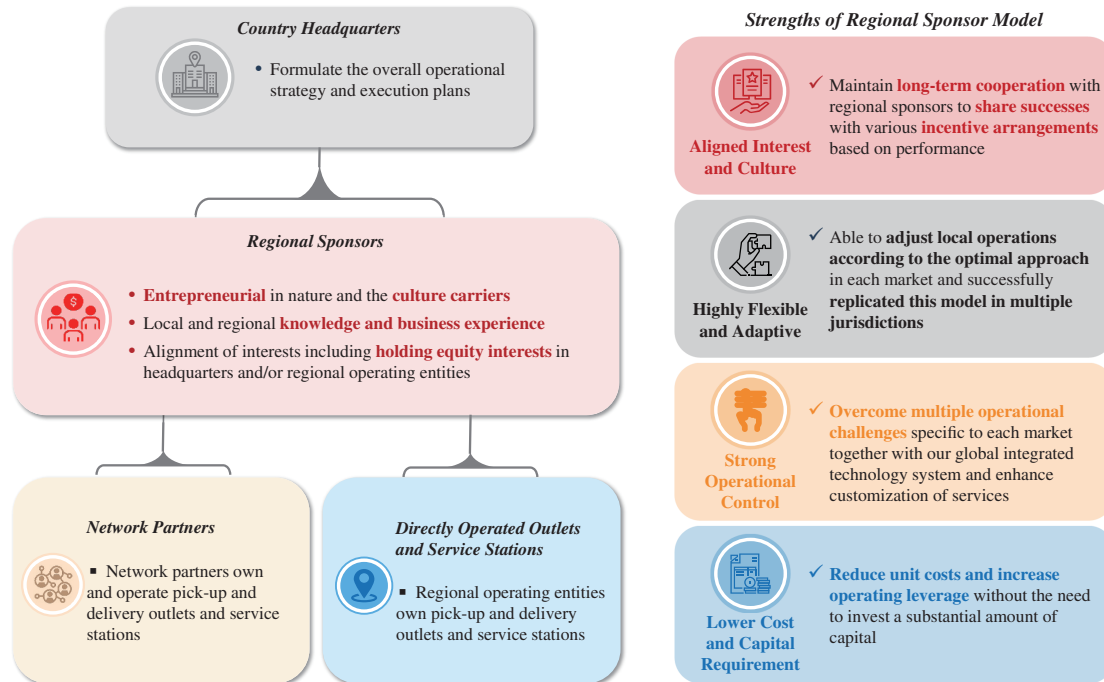 Country Headquarters
• Formulate the overall operational
strategy and execution plans
Regional Sponsors
• Entrepreneurial in nature and the culture carriers
• Local and regional knowledge and business experience
• Alignment of interests including holding equity interests in
headquarters and/or regional operating entities
Network Partners
▪ Network partners own
and operate pick-up and
delivery outlets and service
stations
Directly Operated Outlets
and Service Stations
▪ Regional operating entities
own pick-up and delivery
outlets and service stations
Strengths of Regional Sponsor Model
Aligned Interest
and Culture
✓ Maintain long-term cooperation with
regional sponsors to share successes
with various incentive arrangements
based on performance
Highly Flexible
and Adaptive
✓ Able to adjust local operations
according to the optimal approach
in each market and successfully
replicated this model in multiple
jurisdictions
Strong
Operational
Control
✓ Overcome multiple operational
challenges specific to each market
together with our global integrated
technology system and enhance
customization of services
Lower Cost
and Capital
Requirement
✓ Reduce unit costs and increase
operating leverage without the need
to invest a substantial amount of
capital